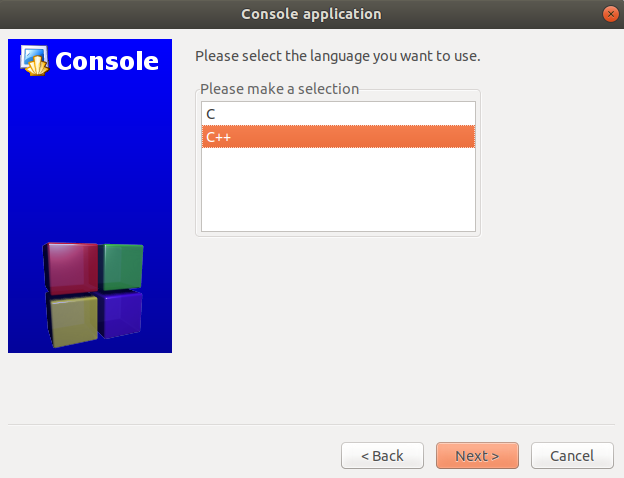 Console application
Console
Please select the language you want to use.
Please make a selection
C
C++
< Back
Next >
Cancel